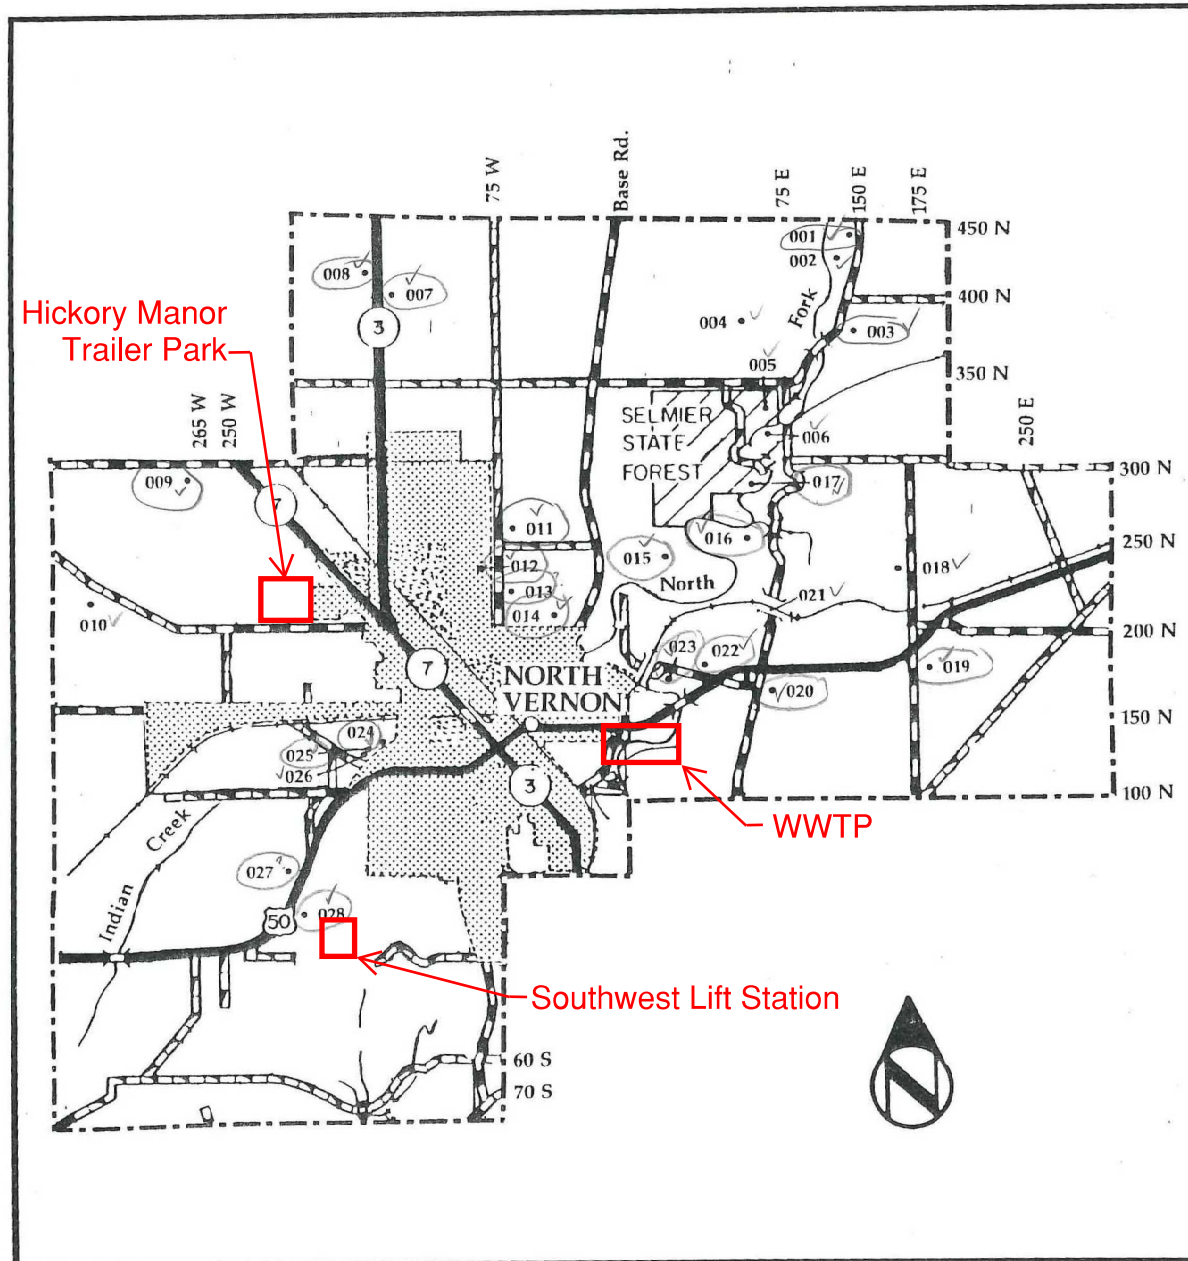 75 W
Base Rd.
75 E
150 E
175 E
450 N
001
002
008
007
Fork
400 N
Hickory Manor
Trailer Park
3
004
003
005
350 N
265 W
250 W
SELMIER
STATE
FOREST
006
250 E
300 N
009
7
017
011
016
250 N
012
015
018
013
North
021
010
014
200 N
023
022
019
7
NORTH
VERNON
020
150 N
024
025
026
3
100 N
Creek
WWTP
027
028
Indian
50
Southwest Lift Station
60 S
70 S
N